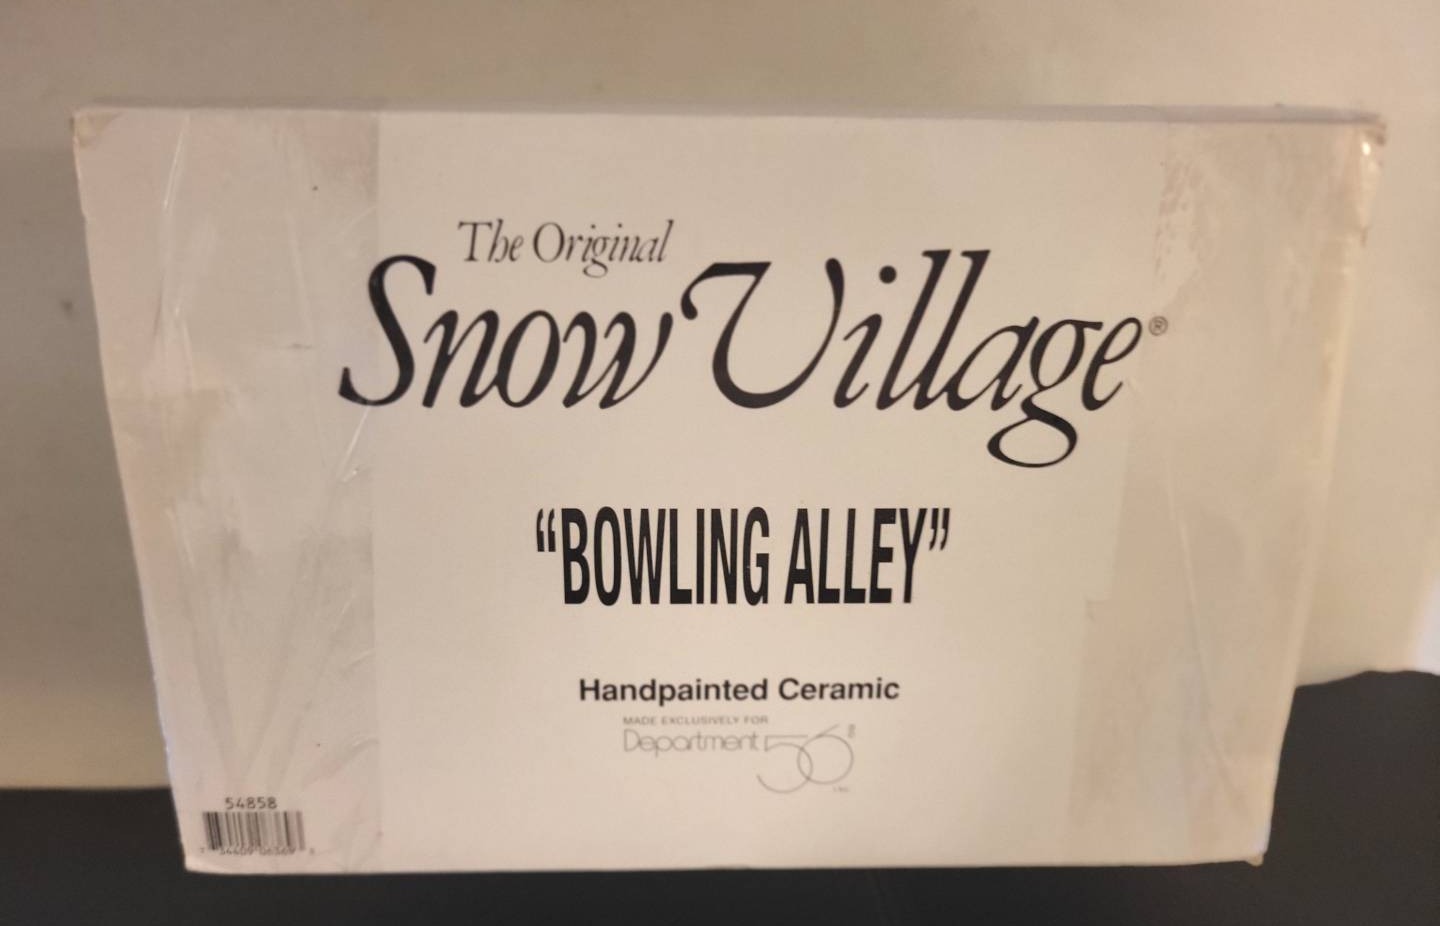 The Original
Snow Village®
“BOWLING ALLEY”
Handpainted Ceramic
MADE EXCLUSIVELY FOR
Department 56
54858